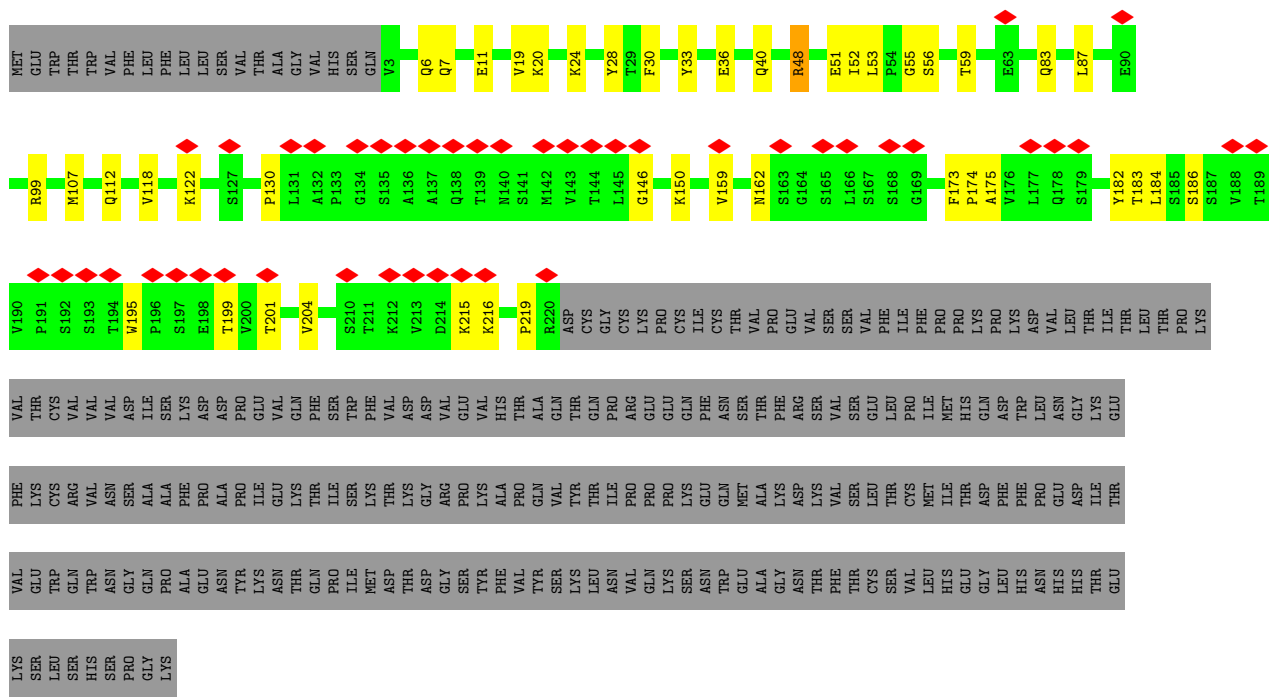 MET GLU TRP THR TRP VAL PHE LEU PHE LEU LEU SER VAL THR ALA GLY VAL HIS SER GLN V3 Q6 Q7 E11 V19 K20 K24 Y28 T29 F30 Y33 E36 Q40 R48 E51 I52 L53 P54 G55 S56 T59 E63 Q83 L87 E90
R99 M107 Q112 V118 K122 S127 P130 L131 A132 P133 G134 S135 A136 A137 Q138 T139 N140 S141 M142 V143 T144 L145 G146 K150 V159 N162 S163 G164 S165 L166 S167 S168 G169 F173 P174 A175 V176 L177 Q178 S179 Y182 T183 L184 S185 S186 S187 V188 T189
V190 P191 S192 S193 T194 W195 P196 S197 E198 T199 V200 T201 V204 S210 T211 K212 V213 D214 K215 K216 P219 R220 ASP CYS GLY CYS LYS PRO CYS ILE CYS THR VAL PRO GLU VAL SER SER VAL PHE ILE PHE PRO PRO LYS PRO LYS ASP VAL LEU THR ILE THR LEU THR PRO LYS
VAL THR CYS VAL VAL VAL ASP ILE SER LYS ASP ASP PRO GLU VAL GLN PHE SER TRP PHE VAL ASP ASP VAL GLU VAL HIS THR ALA GLN THR GLN PRO ARG GLU GLU GLN PHE ASN SER THR PHE ARG SER VAL SER GLU LEU PRO ILE MET HIS GLN ASP TRP LEU ASN GLY LYS GLU
PHE LYS CYS ARG VAL ASN SER ALA ALA PHE PRO ALA PRO ILE GLU LYS THR ILE SER LYS THR LYS GLY ARG PRO LYS ALA PRO GLN VAL TYR THR ILE PRO PRO PRO LYS GLU GLN MET ALA LYS ASP LYS VAL SER LEU THR CYS MET ILE THR ASP PHE PHE PRO GLU ASP ILE THR
VAL GLU TRP GLN TRP ASN GLY GLN PRO ALA GLU ASN TYR LYS ASN THR GLN PRO ILE MET ASP THR ASP GLY SER TYR PHE VAL TYR SER LYS LEU ASN VAL GLN LYS SER ASN TRP GLU ALA GLY ASN THR PHE THR CYS SER VAL LEU HIS GLU GLY LEU HIS ASN HIS HIS THR GLU
LYS SER LEU SER HIS SER PRO GLY LYS